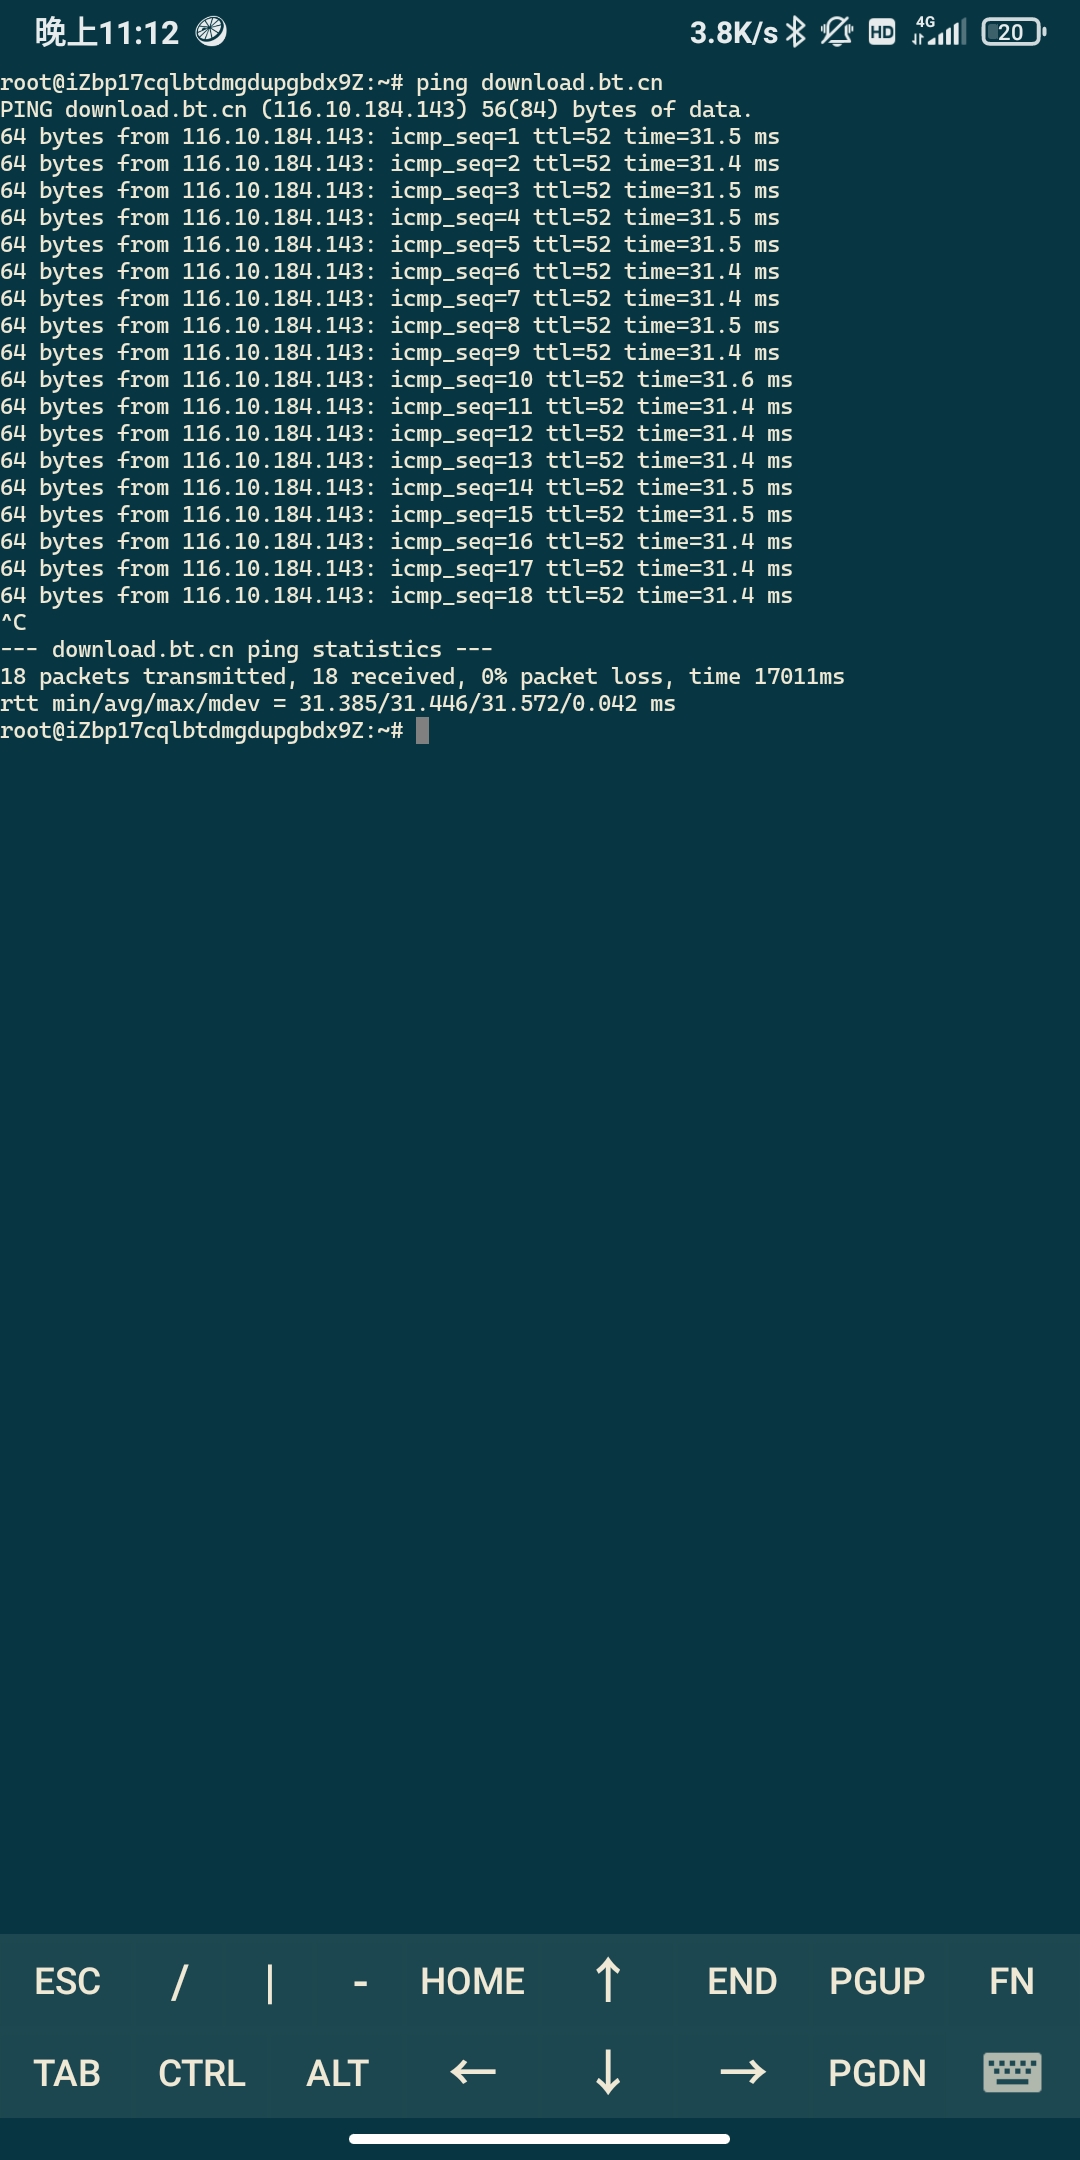 晚上11:12 3.8K/s HD 4G 20
root@iZbp17cqlbtdmgdupgbdx9Z:~# ping download.bt.cn
PING download.bt.cn (116.10.184.143) 56(84) bytes of data.
64 bytes from 116.10.184.143: icmp_seq=1 ttl=52 time=31.5 ms
64 bytes from 116.10.184.143: icmp_seq=2 ttl=52 time=31.4 ms
64 bytes from 116.10.184.143: icmp_seq=3 ttl=52 time=31.5 ms
64 bytes from 116.10.184.143: icmp_seq=4 ttl=52 time=31.5 ms
64 bytes from 116.10.184.143: icmp_seq=5 ttl=52 time=31.5 ms
64 bytes from 116.10.184.143: icmp_seq=6 ttl=52 time=31.4 ms
64 bytes from 116.10.184.143: icmp_seq=7 ttl=52 time=31.4 ms
64 bytes from 116.10.184.143: icmp_seq=8 ttl=52 time=31.5 ms
64 bytes from 116.10.184.143: icmp_seq=9 ttl=52 time=31.4 ms
64 bytes from 116.10.184.143: icmp_seq=10 ttl=52 time=31.6 ms
64 bytes from 116.10.184.143: icmp_seq=11 ttl=52 time=31.4 ms
64 bytes from 116.10.184.143: icmp_seq=12 ttl=52 time=31.4 ms
64 bytes from 116.10.184.143: icmp_seq=13 ttl=52 time=31.4 ms
64 bytes from 116.10.184.143: icmp_seq=14 ttl=52 time=31.5 ms
64 bytes from 116.10.184.143: icmp_seq=15 ttl=52 time=31.5 ms
64 bytes from 116.10.184.143: icmp_seq=16 ttl=52 time=31.4 ms
64 bytes from 116.10.184.143: icmp_seq=17 ttl=52 time=31.4 ms
64 bytes from 116.10.184.143: icmp_seq=18 ttl=52 time=31.4 ms
^C
--- download.bt.cn ping statistics ---
18 packets transmitted, 18 received, 0% packet loss, time 17011ms
rtt min/avg/max/mdev = 31.385/31.446/31.572/0.042 ms
root@iZbp17cqlbtdmgdupgbdx9Z:~#
ESC / | - HOME ↑ END PGUP FN
TAB CTRL ALT ← ↓ → PGDN